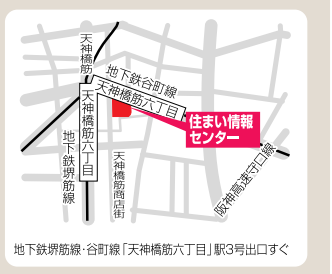 天神橋筋
地下鉄谷町線
天神橋筋六丁目
天神橋筋六丁目
住まい情報
センター
地下鉄堺筋線
天神橋筋商店街
阪神高速守口線
地下鉄堺筋線・谷町線「天神橋筋六丁目」駅3号出口すぐ